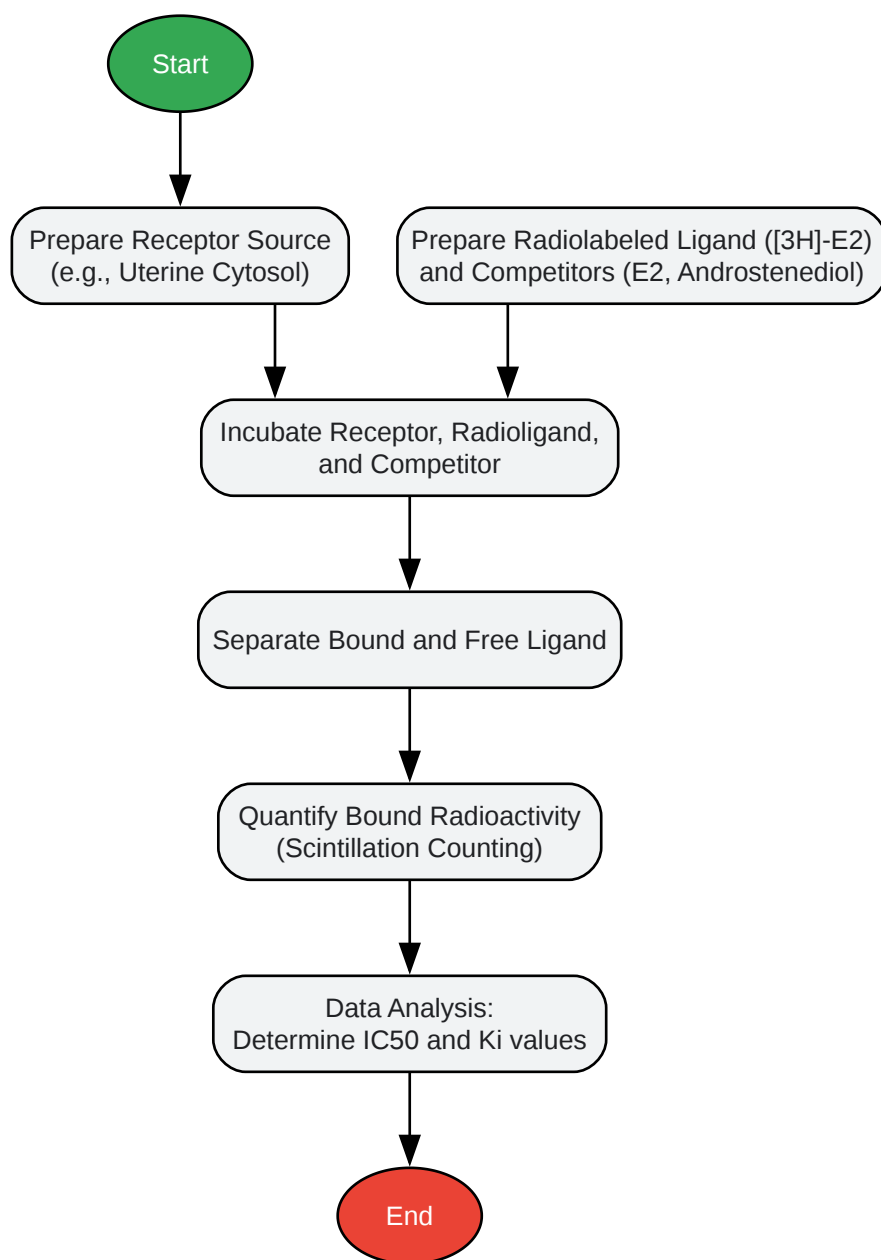 Start
Prepare Receptor Source
(e.g., Uterine Cytosol)
Prepare Radiolabeled Ligand ([3H]-E2)
and Competitors (E2, Androstenediol)
Incubate Receptor, Radioligand,
and Competitor
Separate Bound and Free Ligand
Quantify Bound Radioactivity
(Scintillation Counting)
Data Analysis:
Determine IC50 and Ki values
End